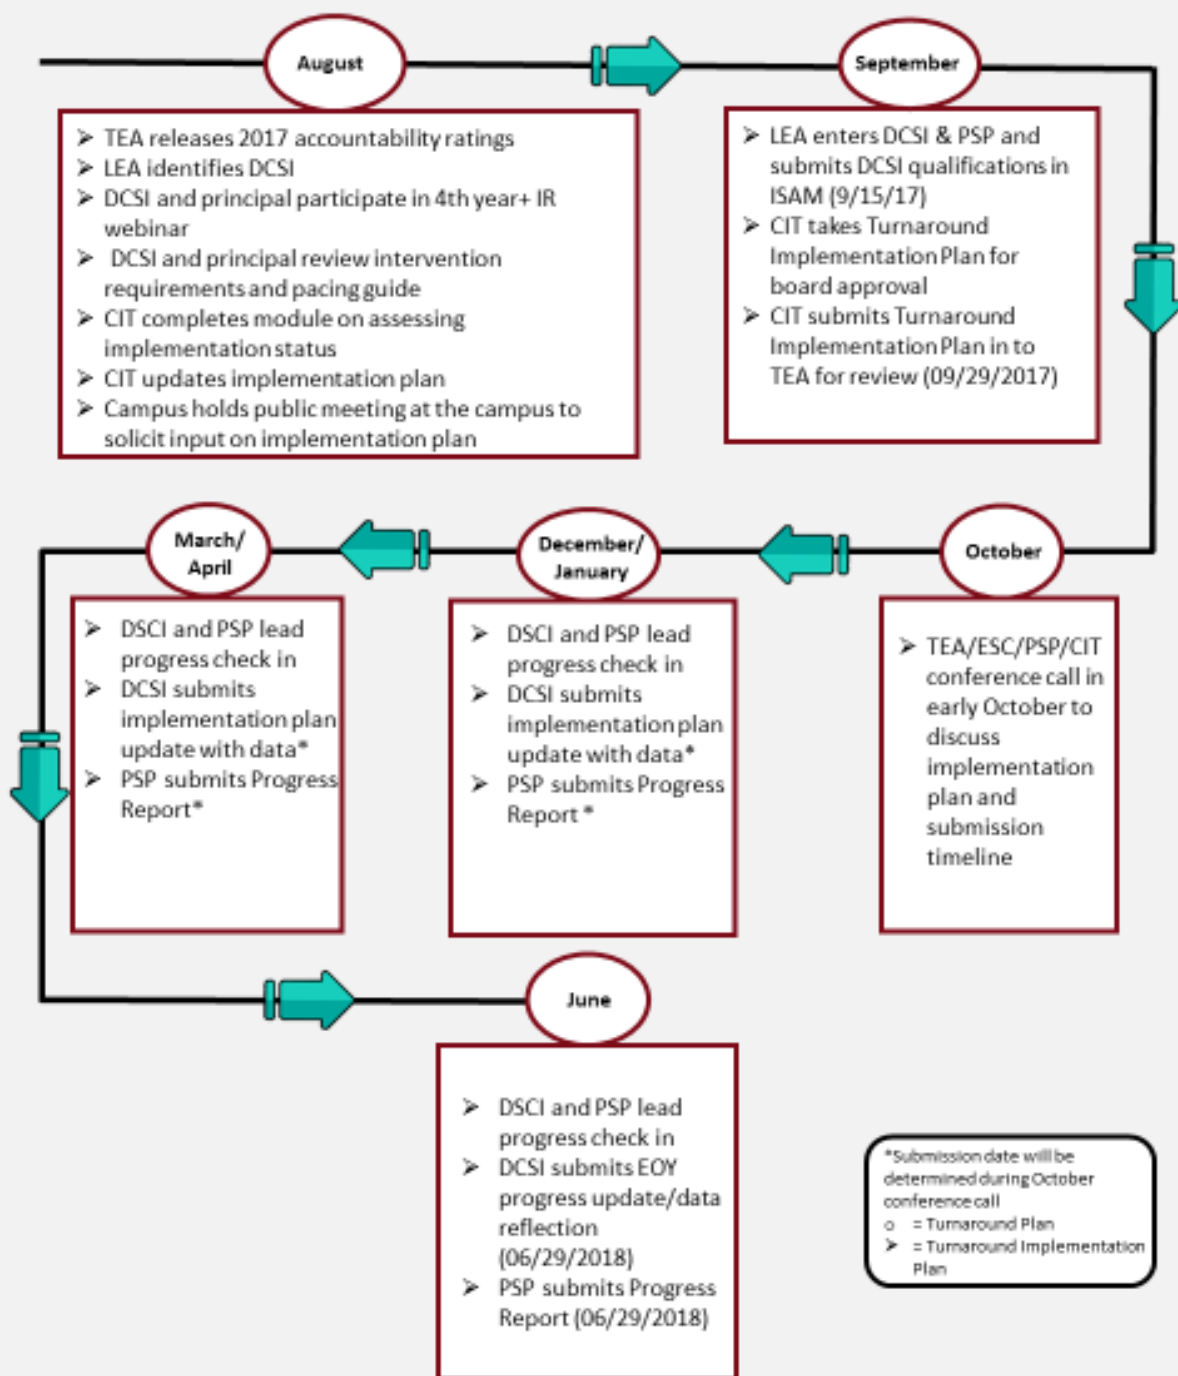 August
➢ TEA releases 2017 accountability ratings
➢ LEA identifies DCSI
➢ DCSI and principal participate in 4th year+ IR
webinar
➢ DCSI and principal review intervention
requirements and pacing guide
➢ CIT completes module on assessing
implementation status
➢ CIT updates implementation plan
➢ Campus holds public meeting at the campus to
solicit input on implementation plan
September
➢ LEA enters DCSI & PSP and
submits DCSI qualifications in
ISAM (9/15/17)
➢ CIT takes Turnaround
Implementation Plan for
board approval
➢ CIT submits Turnaround
Implementation Plan in to
TEA for review (09/29/2017)
October
➢ TEA/ESC/PSP/CIT
conference call in
early October to
discuss
implementation
plan and
submission
timeline
December/
January
➢ DSCI and PSP lead
progress check in
➢ DCSI submits
implementation plan
update with data*
➢ PSP submits Progress
Report *
March/
April
➢ DSCI and PSP lead
progress check in
➢ DCSI submits
implementation plan
update with data*
➢ PSP submits Progress
Report*
June
➢ DSCI and PSP lead
progress check in
➢ DCSI submits EOY
progress update/data
reflection
(06/29/2018)
➢ PSP submits Progress
Report (06/29/2018)
*Submission date will be
determined during October
conference call
o = Turnaround Plan
➢ = Turnaround Implementation
Plan